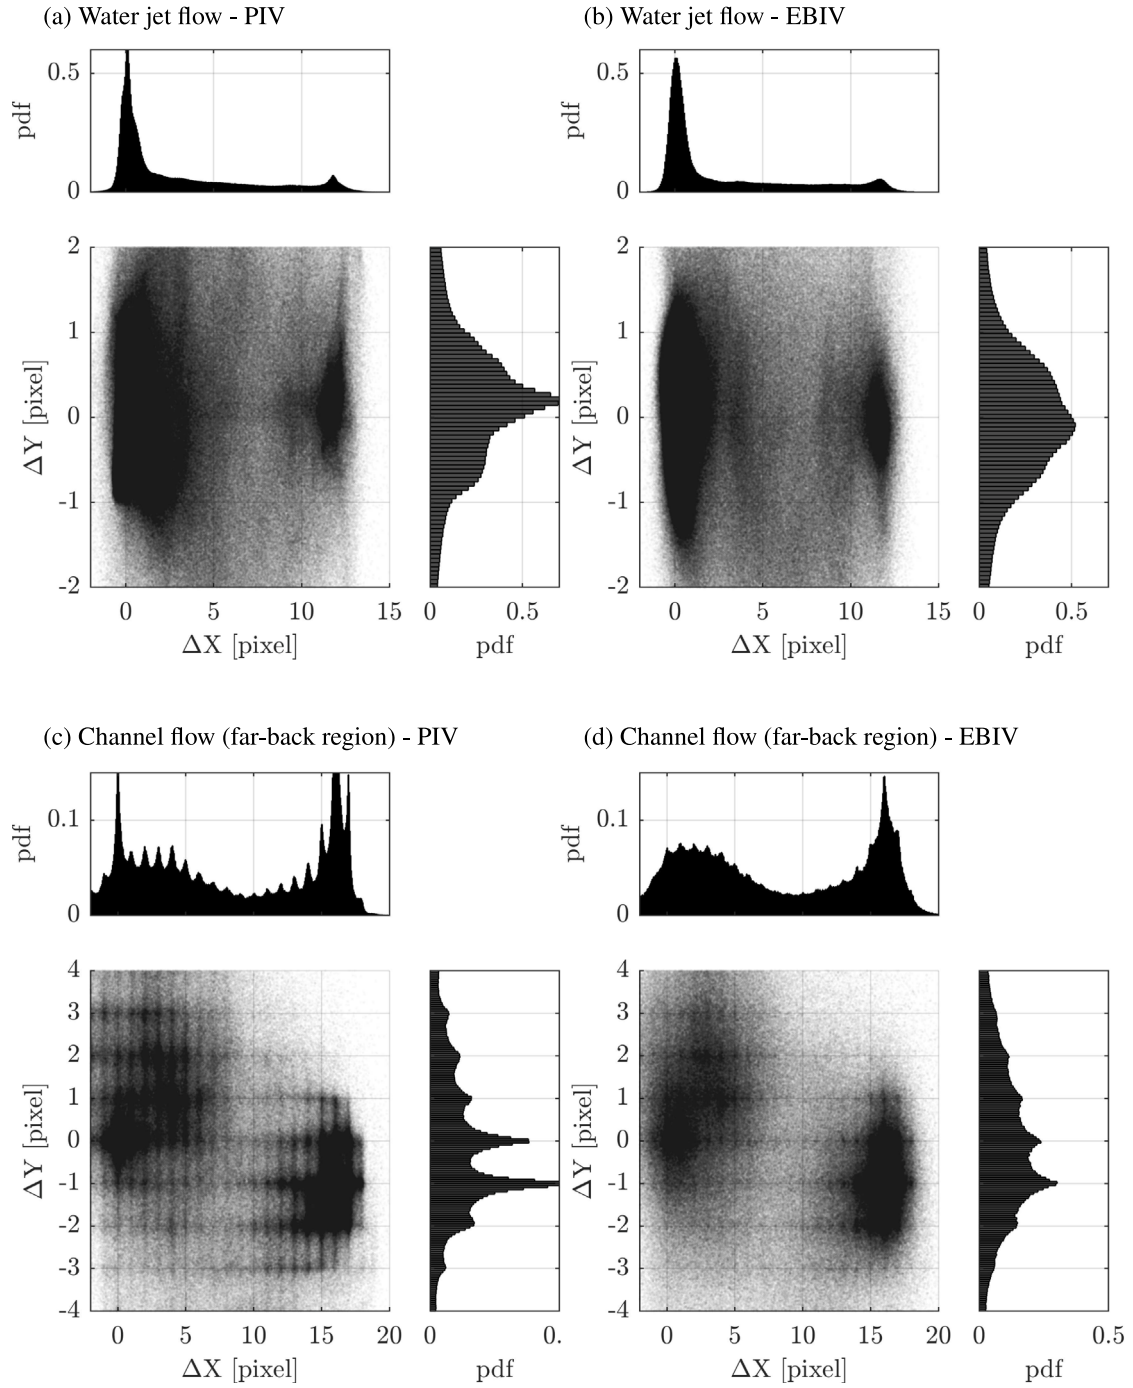 (a) Water jet flow - PIV
(b) Water jet flow - EBIV
0.5
pdf
0
0.5
pdf
0
2
1
0
-1
-2
ΔY [pixel]
0 5 10 15
ΔX [pixel]
0 0.5
pdf
2
1
0
-1
-2
ΔY [pixel]
0 5 10 15
ΔX [pixel]
0 0.5
pdf
(c) Channel flow (far-back region) - PIV
(d) Channel flow (far-back region) - EBIV
0.1
pdf
0
0.1
pdf
0
4
3
2
1
0
-1
-2
-3
-4
ΔY [pixel]
0 5 10 15 20
ΔX [pixel]
0 0.
pdf
4
3
2
1
0
-1
-2
-3
-4
ΔY [pixel]
0 5 10 15 20
ΔX [pixel]
0 0.5
pdf